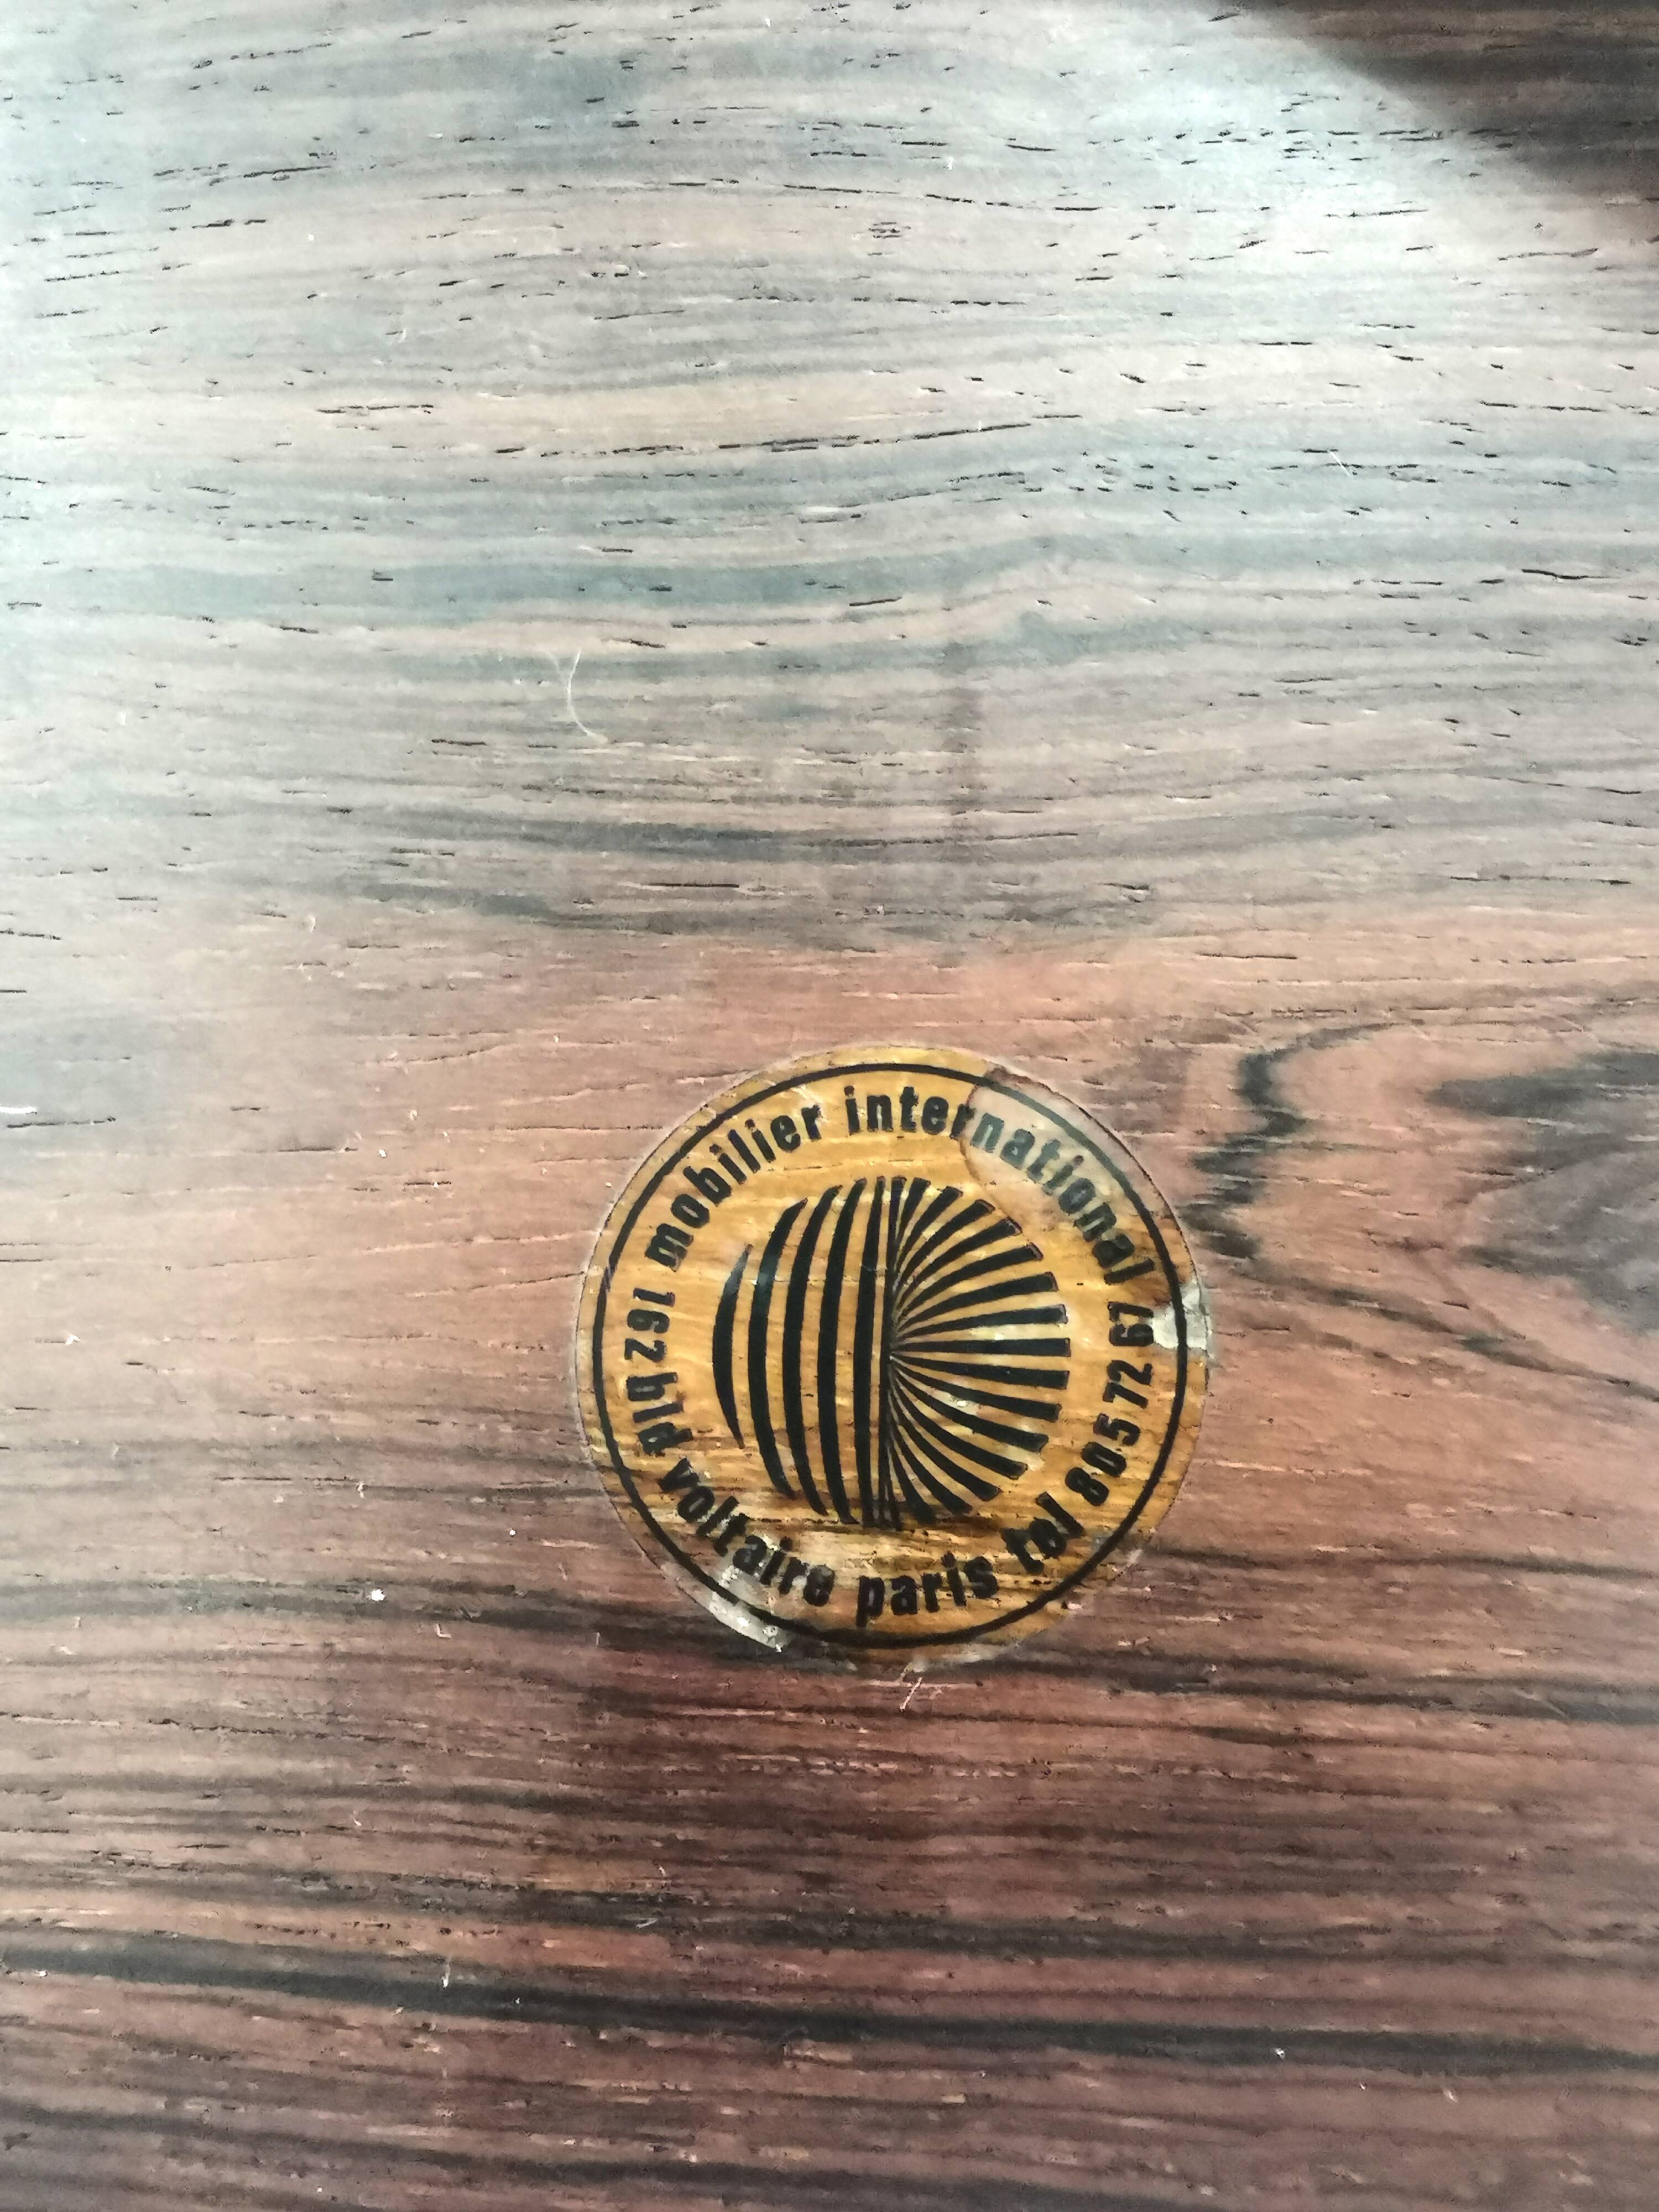 mobilier international
162 bld voltaire paris tel 805 72 67